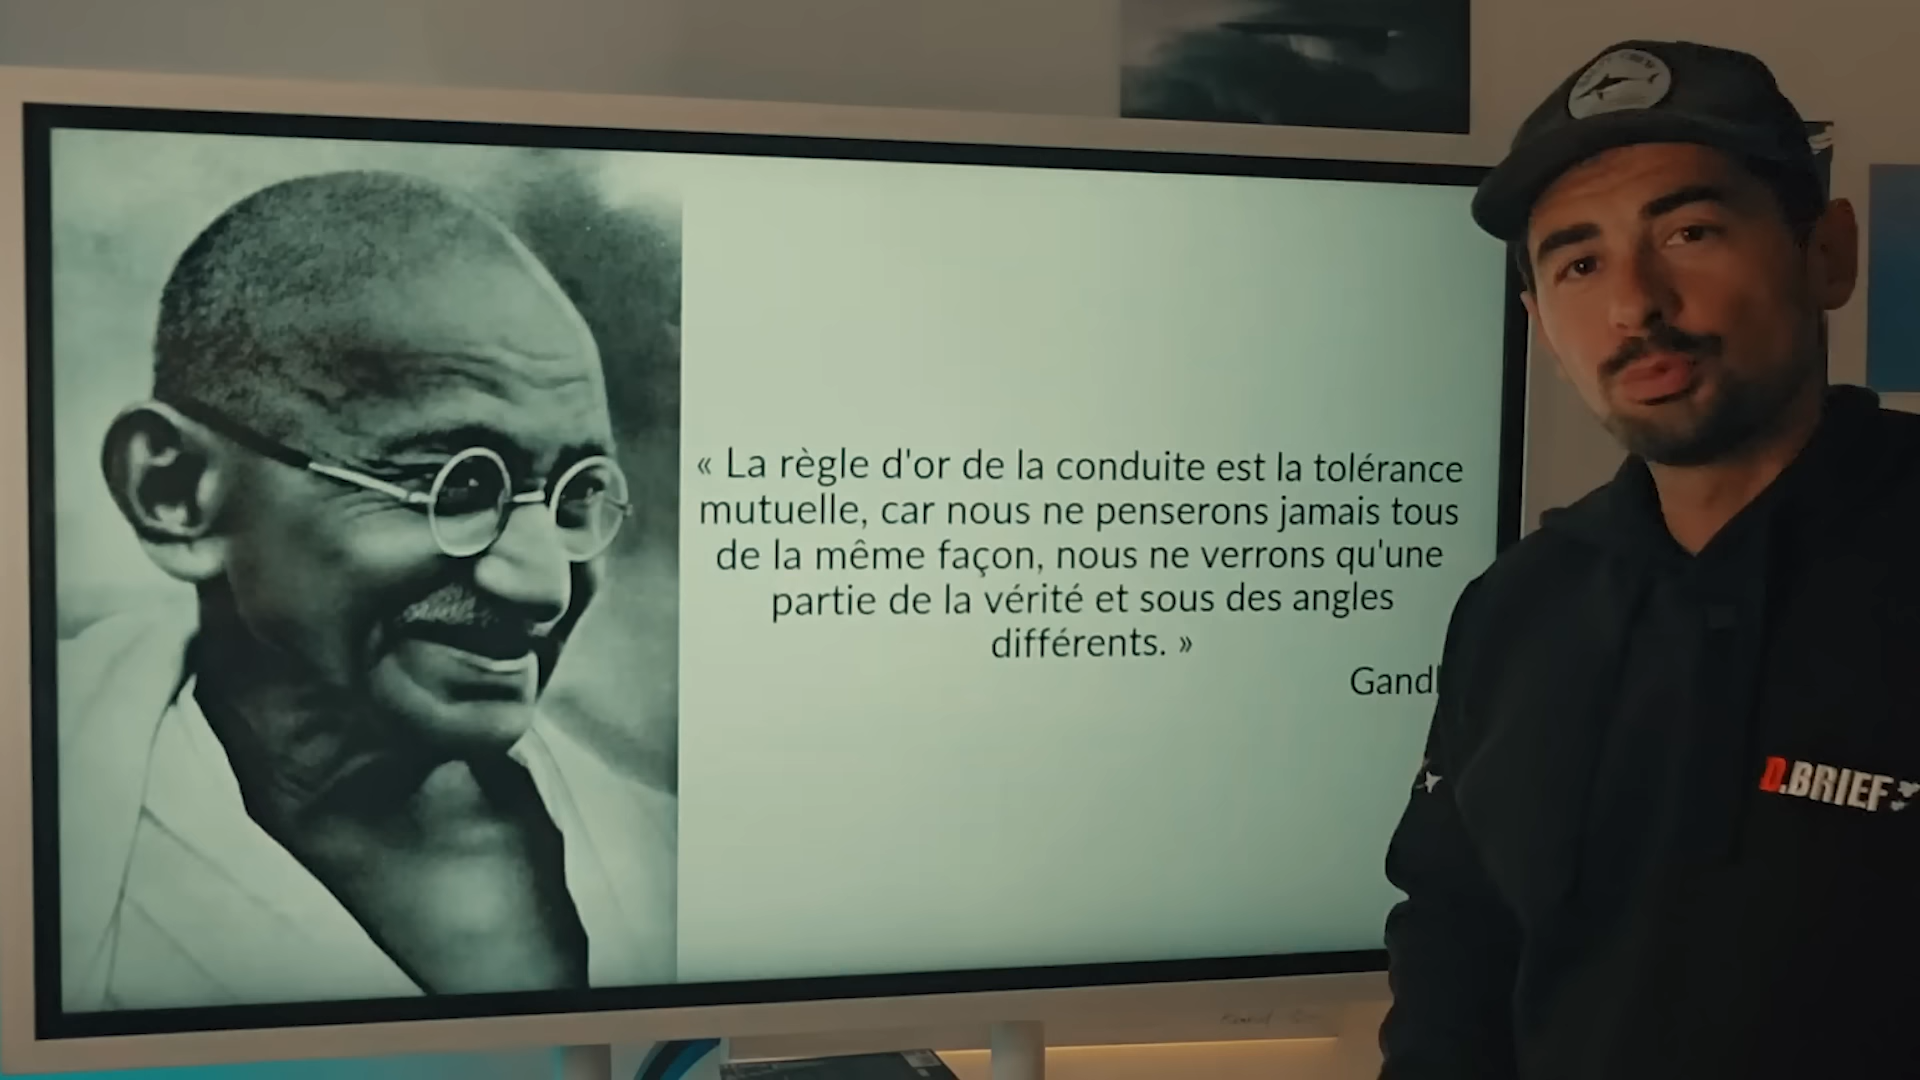 « La règle d'or de la conduite est la tolérance
mutuelle, car nous ne penserons jamais tous
de la même façon, nous ne verrons qu'une
partie de la vérité et sous des angles
différents. »
Gandh
D.BRIEF